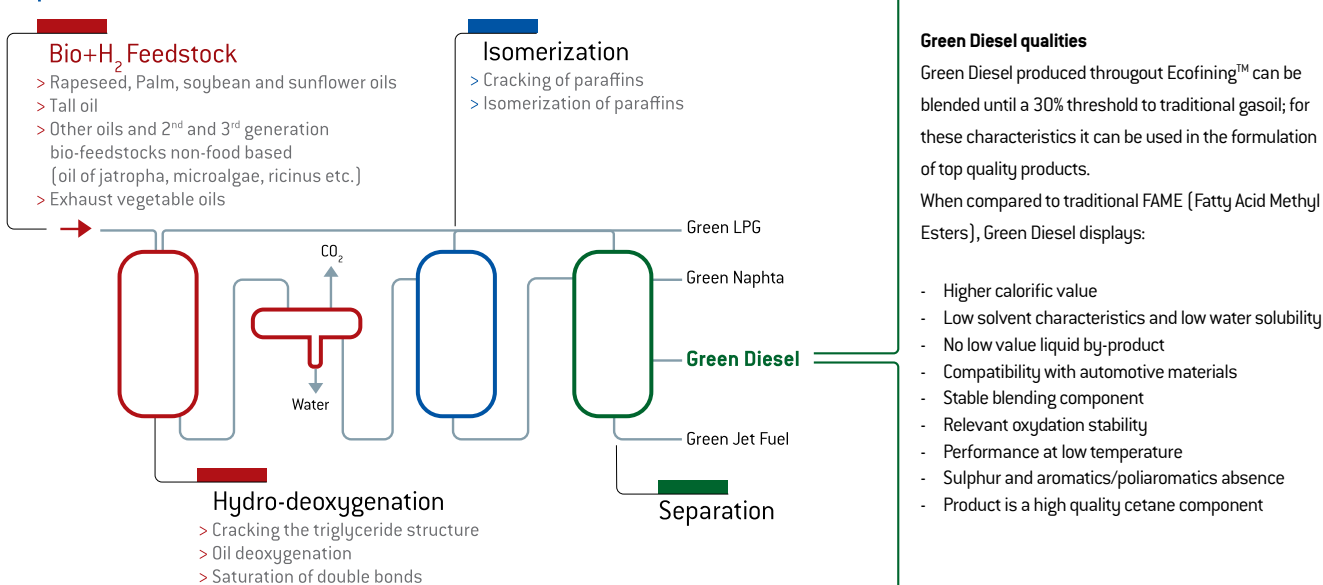 Bio+H2 Feedstock
> Rapeseed, Palm, soybean and sunflower oils
> Tall oil
> Other oils and 2nd and 3rd generation
bio-feedstocks non-food based
(oil of jatropha, microalgae, ricinus etc.)
> Exhaust vegetable oils
Isomerization
> Cracking of paraffins
> Isomerization of paraffins
CO2
Water
Green LPG
Green Naphta
Green Diesel
Green Jet Fuel
Hydro-deoxygenation
> Cracking the triglyceride structure
> Oil deoxygenation
> Saturation of double bonds
Separation
Green Diesel qualities
Green Diesel produced througout Ecofining™ can be
blended until a 30% threshold to traditional gasoil; for
these characteristics it can be used in the formulation
of top quality products.
When compared to traditional FAME (Fatty Acid Methyl
Esters), Green Diesel displays:
- Higher calorific value
- Low solvent characteristics and low water solubility
- No low value liquid by-product
- Compatibility with automotive materials
- Stable blending component
- Relevant oxydation stability
- Performance at low temperature
- Sulphur and aromatics/poliaromatics absence
- Product is a high quality cetane component